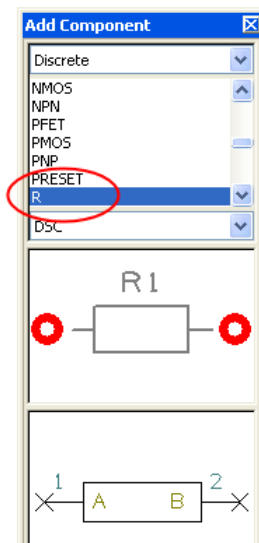 Add Component
Discrete
NMOS
NPN
PFET
PMOS
PNP
PRESET
R
DSC
R1
1 2
A B